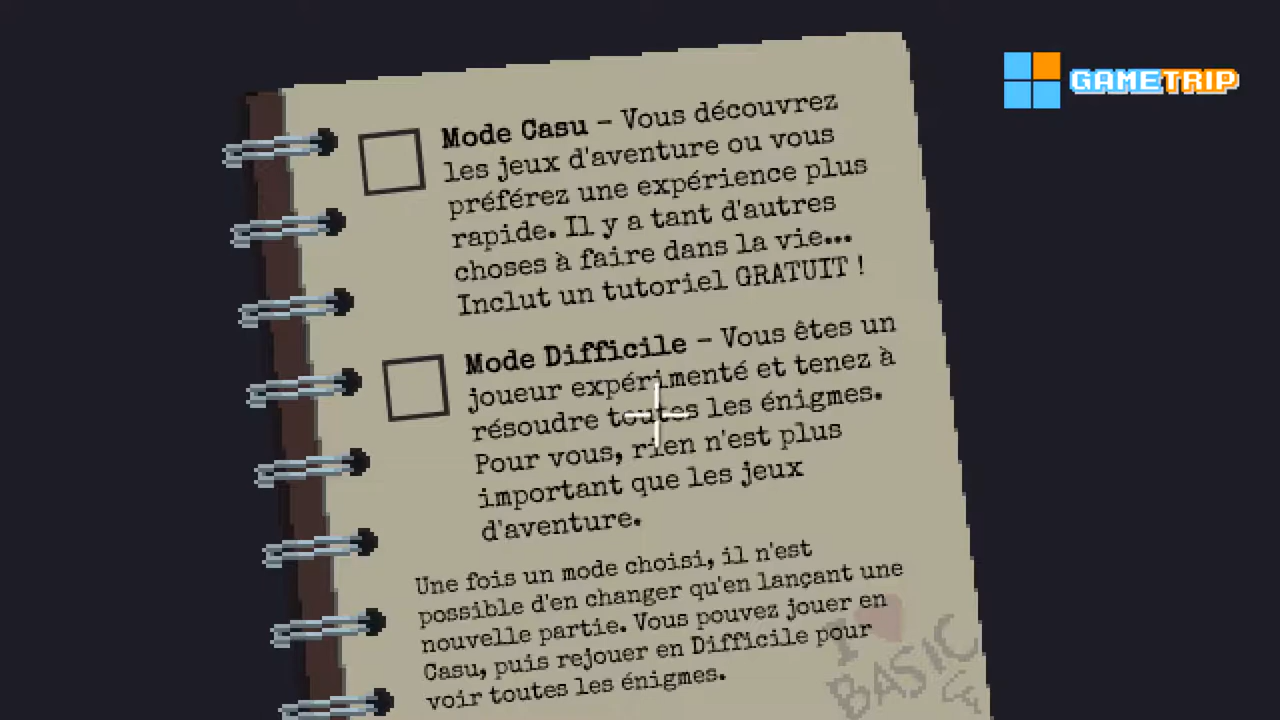 GAMETRIP
Mode Casu – Vous découvrez
les jeux d'aventure ou vous
préférez une expérience plus
rapide. Il y a tant d'autres
choses à faire dans la vie...
Inclut un tutoriel GRATUIT !
Mode Difficile – Vous êtes un
joueur expérimenté et tenez à
résoudre toutes les énigmes.
Pour vous, rien n'est plus
important que les jeux
d'aventure.
Une fois un mode choisi, il n'est
possible d'en changer qu'en lançant une
nouvelle partie. Vous pouvez jouer en
Casu, puis rejouer en Difficile pour
voir toutes les énigmes.
I
BASIC